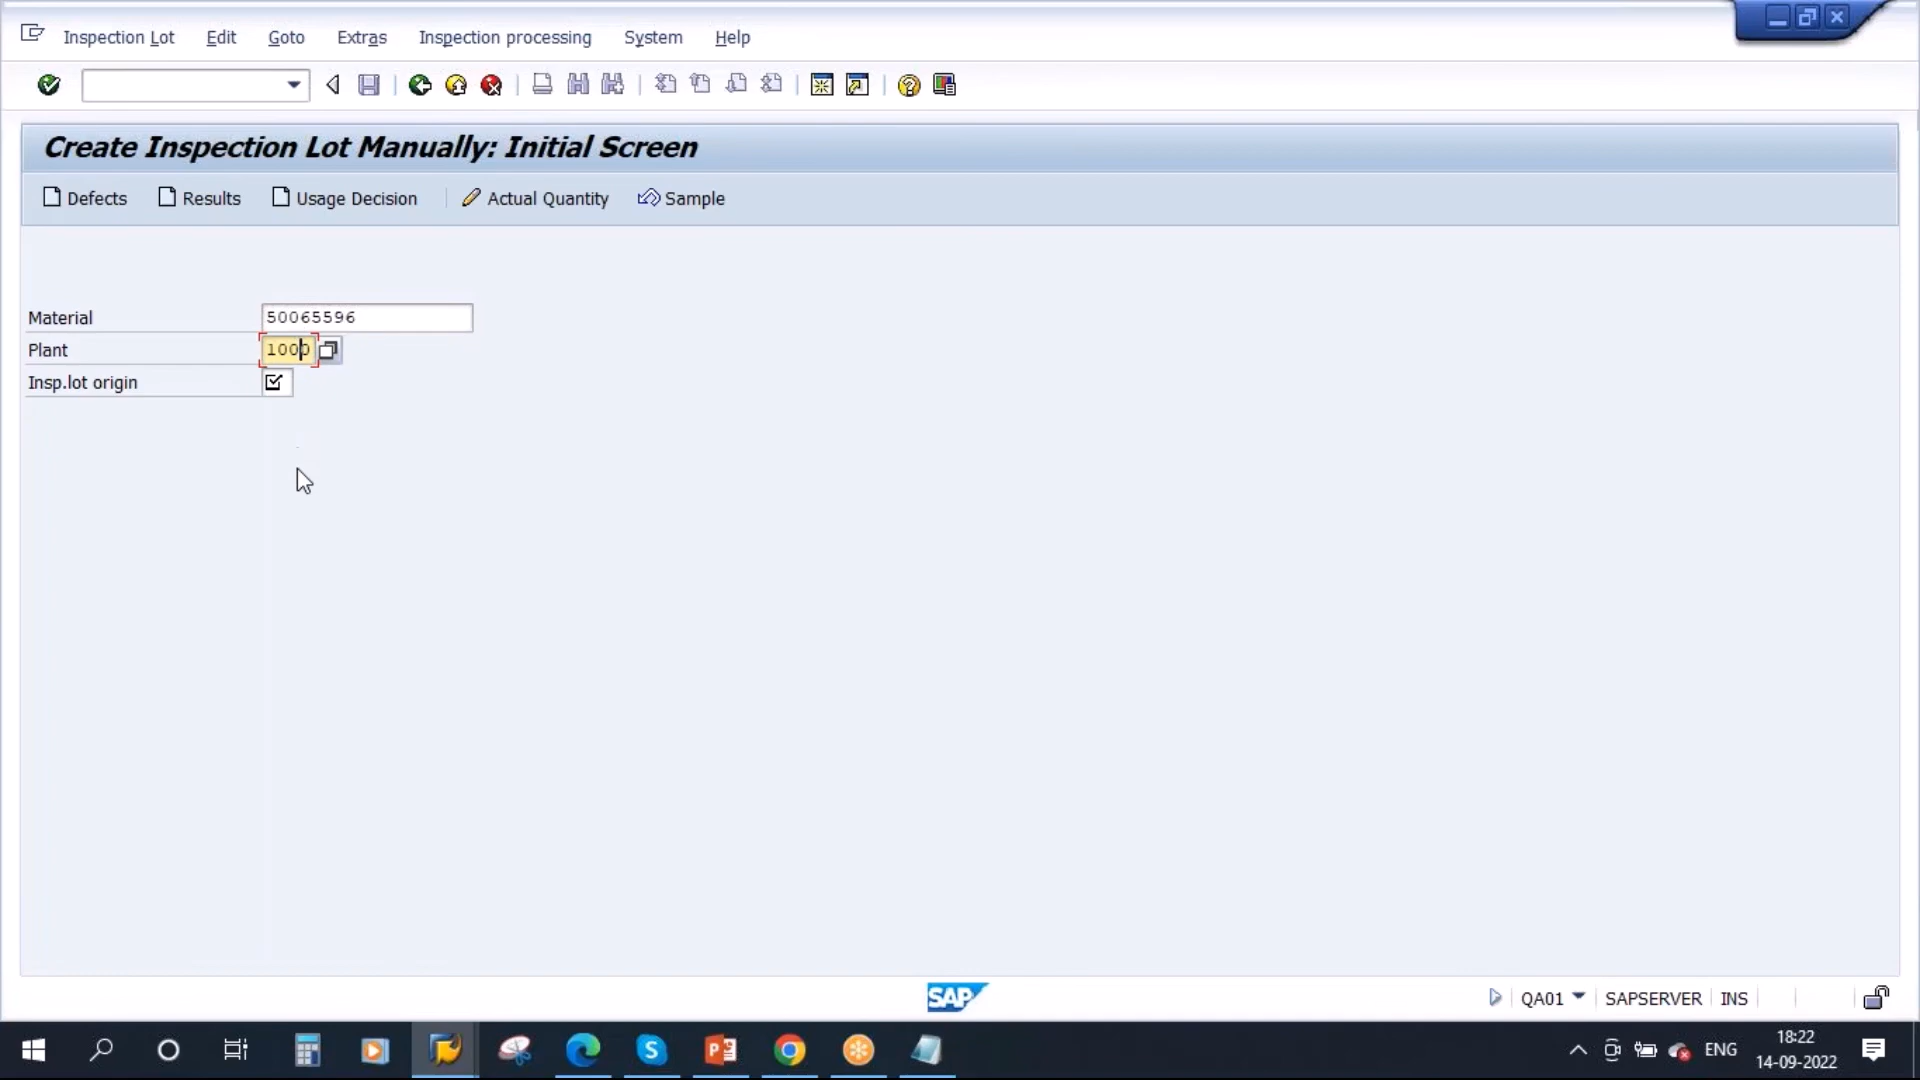 Inspection Lot Edit Goto Extras Inspection processing System Help
Create Inspection Lot Manually: Initial Screen
Defects Results Usage Decision Actual Quantity Sample
Material 50065596
Plant 1000
Insp.lot origin
SAP QA01 SAPSERVER INS
ENG 18:22
14-09-2022